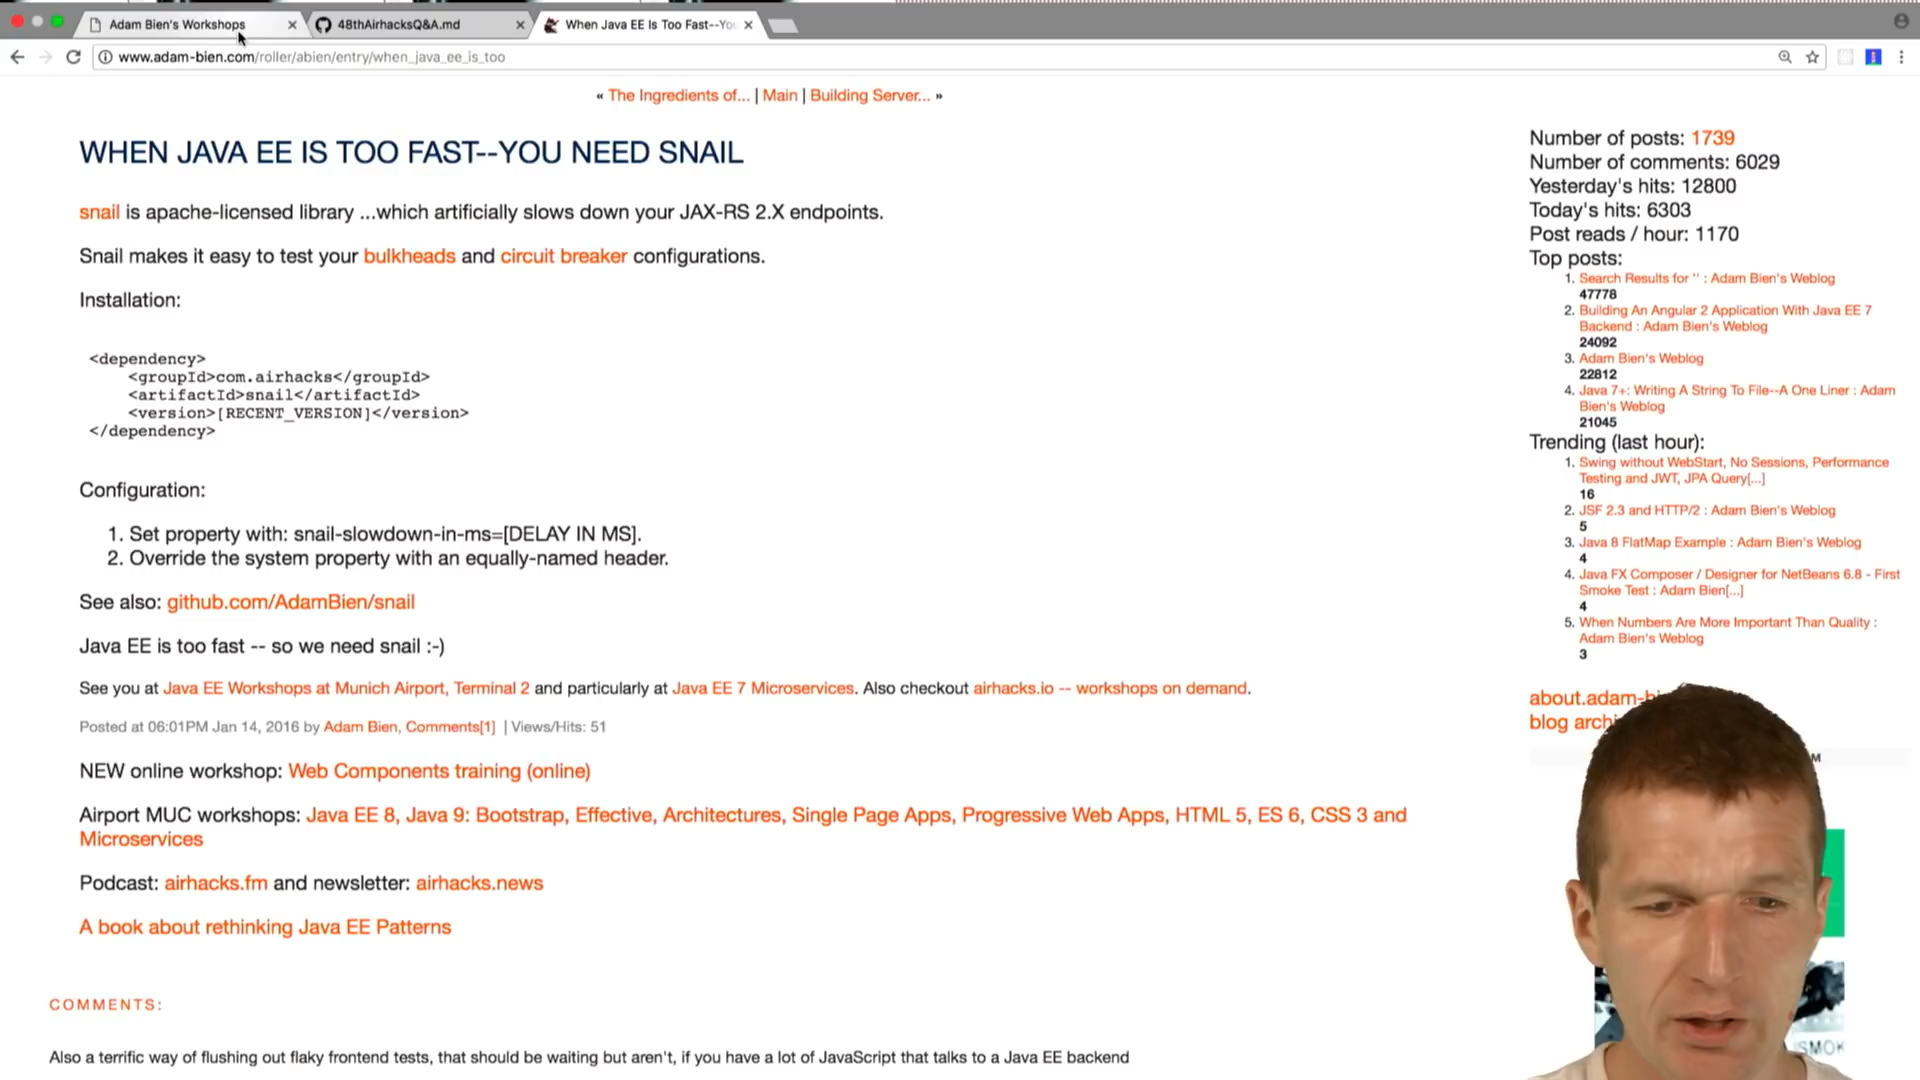 Adam Bien's Workshops
48thAirhacksQ&A.md
When Java EE Is Too Fast--Yo
www.adam-bien.com/roller/abien/entry/when_java_ee_is_too
« The Ingredients of... | Main | Building Server... »
WHEN JAVA EE IS TOO FAST--YOU NEED SNAIL
snail is apache-licensed library ...which artificially slows down your JAX-RS 2.X endpoints.
Snail makes it easy to test your bulkheads and circuit breaker configurations.
Installation:
<dependency>
<groupId>com.airhacks</groupId>
<artifactId>snail</artifactId>
<version>[RECENT_VERSION]</version>
</dependency>
Configuration:
1. Set property with: snail-slowdown-in-ms=[DELAY IN MS].
2. Override the system property with an equally-named header.
See also: github.com/AdamBien/snail
Java EE is too fast -- so we need snail :-)
See you at Java EE Workshops at Munich Airport, Terminal 2 and particularly at Java EE 7 Microservices. Also checkout airhacks.io -- workshops on demand.
Posted at 06:01PM Jan 14, 2016 by Adam Bien, Comments[1] | Views/Hits: 51
NEW online workshop: Web Components training (online)
Airport MUC workshops: Java EE 8, Java 9: Bootstrap, Effective, Architectures, Single Page Apps, Progressive Web Apps, HTML 5, ES 6, CSS 3 and
Microservices
Podcast: airhacks.fm and newsletter: airhacks.news
A book about rethinking Java EE Patterns
COMMENTS:
Also a terrific way of flushing out flaky frontend tests, that should be waiting but aren't, if you have a lot of JavaScript that talks to a Java EE backend
Number of posts: 1739
Number of comments: 6029
Yesterday's hits: 12800
Today's hits: 6303
Post reads / hour: 1170
Top posts:
1. Search Results for '' : Adam Bien's Weblog
47778
2. Building An Angular 2 Application With Java EE 7
Backend : Adam Bien's Weblog
24092
3. Adam Bien's Weblog
22812
4. Java 7+: Writing A String To File--A One Liner : Adam
Bien's Weblog
21045
Trending (last hour):
1. Swing without WebStart, No Sessions, Performance
Testing and JWT, JPA Query[...]
16
2. JSF 2.3 and HTTP/2 : Adam Bien's Weblog
5
3. Java 8 FlatMap Example : Adam Bien's Weblog
4
4. Java FX Composer / Designer for NetBeans 6.8 - First
Smoke Test : Adam Bien[...]
4
5. When Numbers Are More Important Than Quality :
Adam Bien's Weblog
3
about.adam-bi
blog archi
M
SMOK